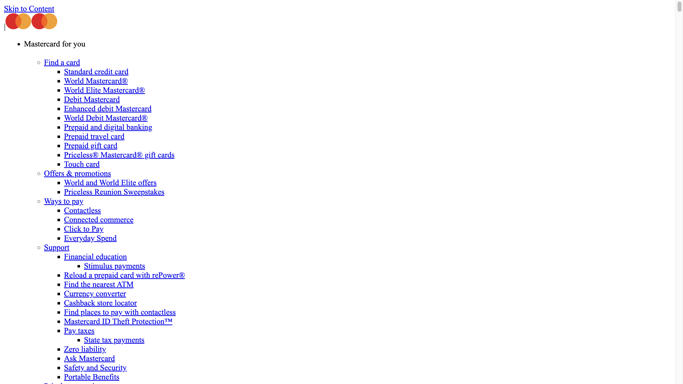 Skip to Content
Mastercard for you
Find a card
Standard credit card
World Mastercard®
World Elite Mastercard®
Debit Mastercard
Enhanced debit Mastercard
World Debit Mastercard®
Prepaid and digital banking
Prepaid travel card
Prepaid gift card
Priceless® Mastercard® gift cards
Touch card
Offers & promotions
World and World Elite offers
Priceless Reunion Sweepstakes
Ways to pay
Contactless
Connected commerce
Click to Pay
Everyday Spend
Support
Financial education
Stimulus payments
Reload a prepaid card with rePower®
Find the nearest ATM
Currency converter
Cashback store locator
Find places to pay with contactless
Mastercard ID Theft Protection™
Pay taxes
State tax payments
Zero liability
Ask Mastercard
Safety and Security
Portable Benefits